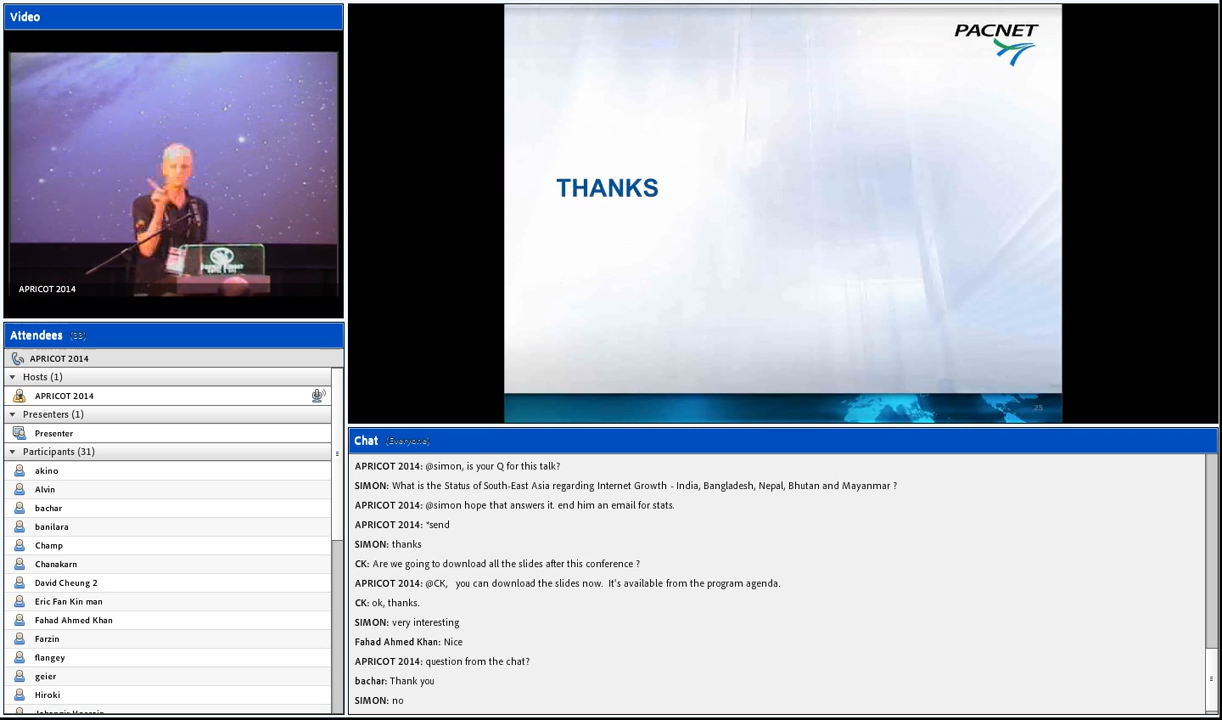 Video
APRICOT 2014
Attendees (33)
APRICOT 2014
Hosts (1)
APRICOT 2014
Presenters (1)
Presenter
Participants (31)
akino
Alvin
bachar
banilara
Champ
Chanakarn
David Cheung 2
Eric Fan Kin man
Fahad Ahmed Khan
Farzin
flangey
geier
Hiroki
PACNET
THANKS
25
Chat (Everyone)
APRICOT 2014: @simon, is your Q for this talk?
SIMON: What is the Status of South-East Asia regarding Internet Growth - India, Bangladesh, Nepal, Bhutan and Mayanmar ?
APRICOT 2014: @simon hope that answers it. end him an email for stats.
APRICOT 2014: *send
SIMON: thanks
CK: Are we going to download all the slides after this conference ?
APRICOT 2014: @CK, you can download the slides now. It's available from the program agenda.
CK: ok, thanks.
SIMON: very interesting
Fahad Ahmed Khan: Nice
APRICOT 2014: question from the chat?
bachar: Thank you
SIMON: no